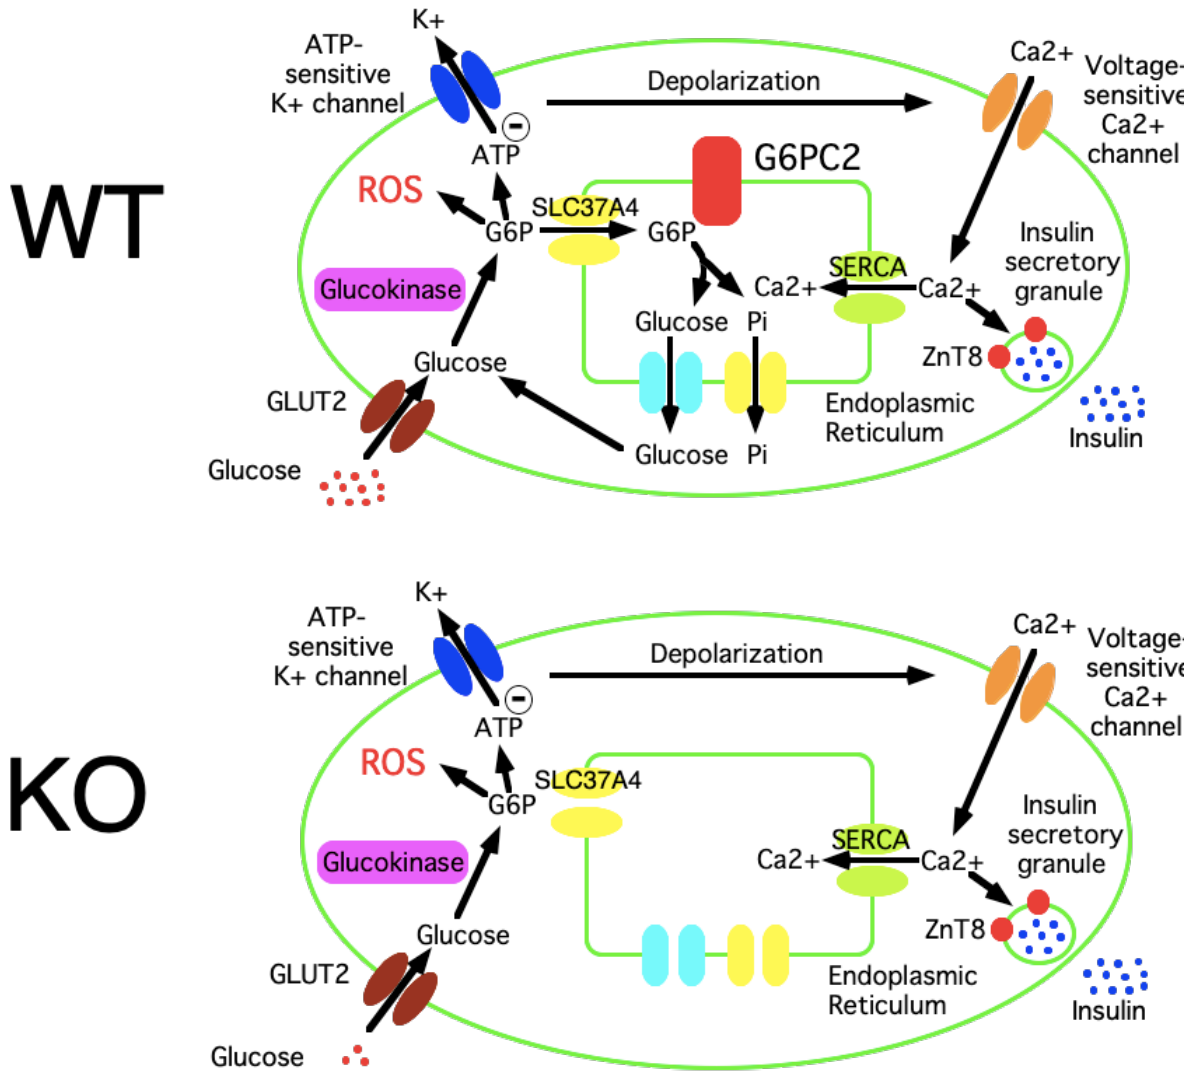 WT
K+
ATP-
sensitive
K+ channel
Depolarization
Ca2+
Voltage-
sensitive
Ca2+
channel
ATP
−
ROS
G6P
SLC37A4
G6P
G6PC2
Glucokinase
Ca2+
SERCA
Ca2+
Insulin
secretory
granule
Glucose
Pi
ZnT8
Glucose
GLUT2
Endoplasmic
Reticulum
Insulin
Glucose
Glucose
Pi
KO
K+
ATP-
sensitive
K+ channel
Depolarization
Ca2+
Voltage-
sensitive
Ca2+
channel
ATP
−
ROS
G6P
SLC37A4
Glucokinase
Ca2+
SERCA
Ca2+
Insulin
secretory
granule
ZnT8
Glucose
GLUT2
Endoplasmic
Reticulum
Insulin
Glucose